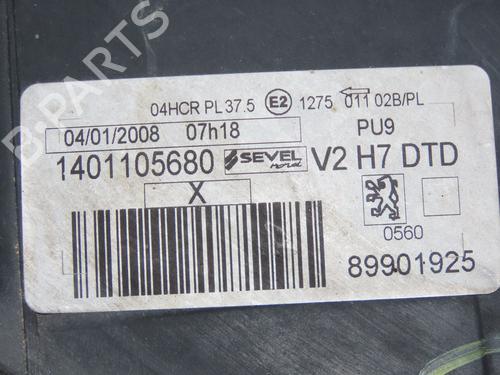 B-PARTS
04HCR PL 37.5 E2 1275 011 02B/PL
04/01/2008 07h18
PU9
1401105680 SEVEL nord V2 H7 DTD
X
0560
89901925